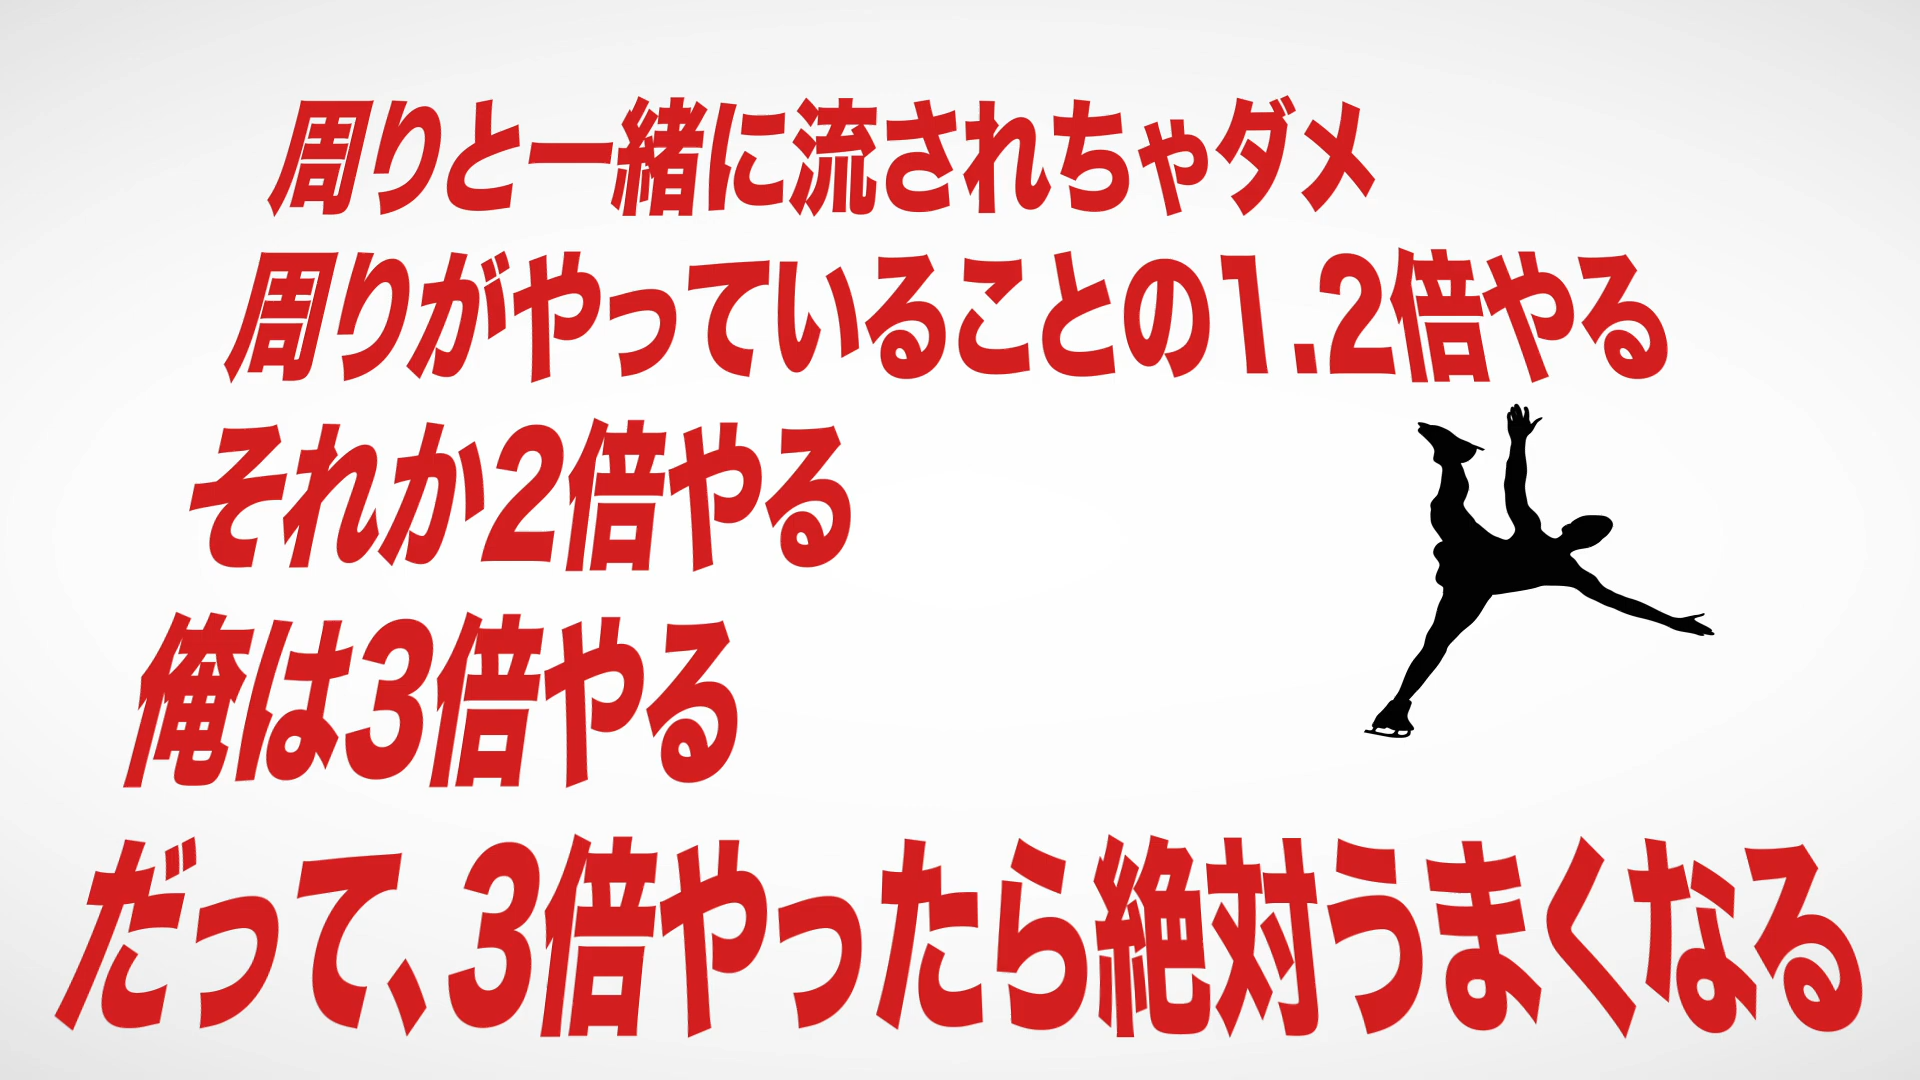 周りと一緒に流されちゃダメ
周りがやっていることの1.2倍やる
それか2倍やる
俺は3倍やる
だって、3倍やったら絶対うまくなる